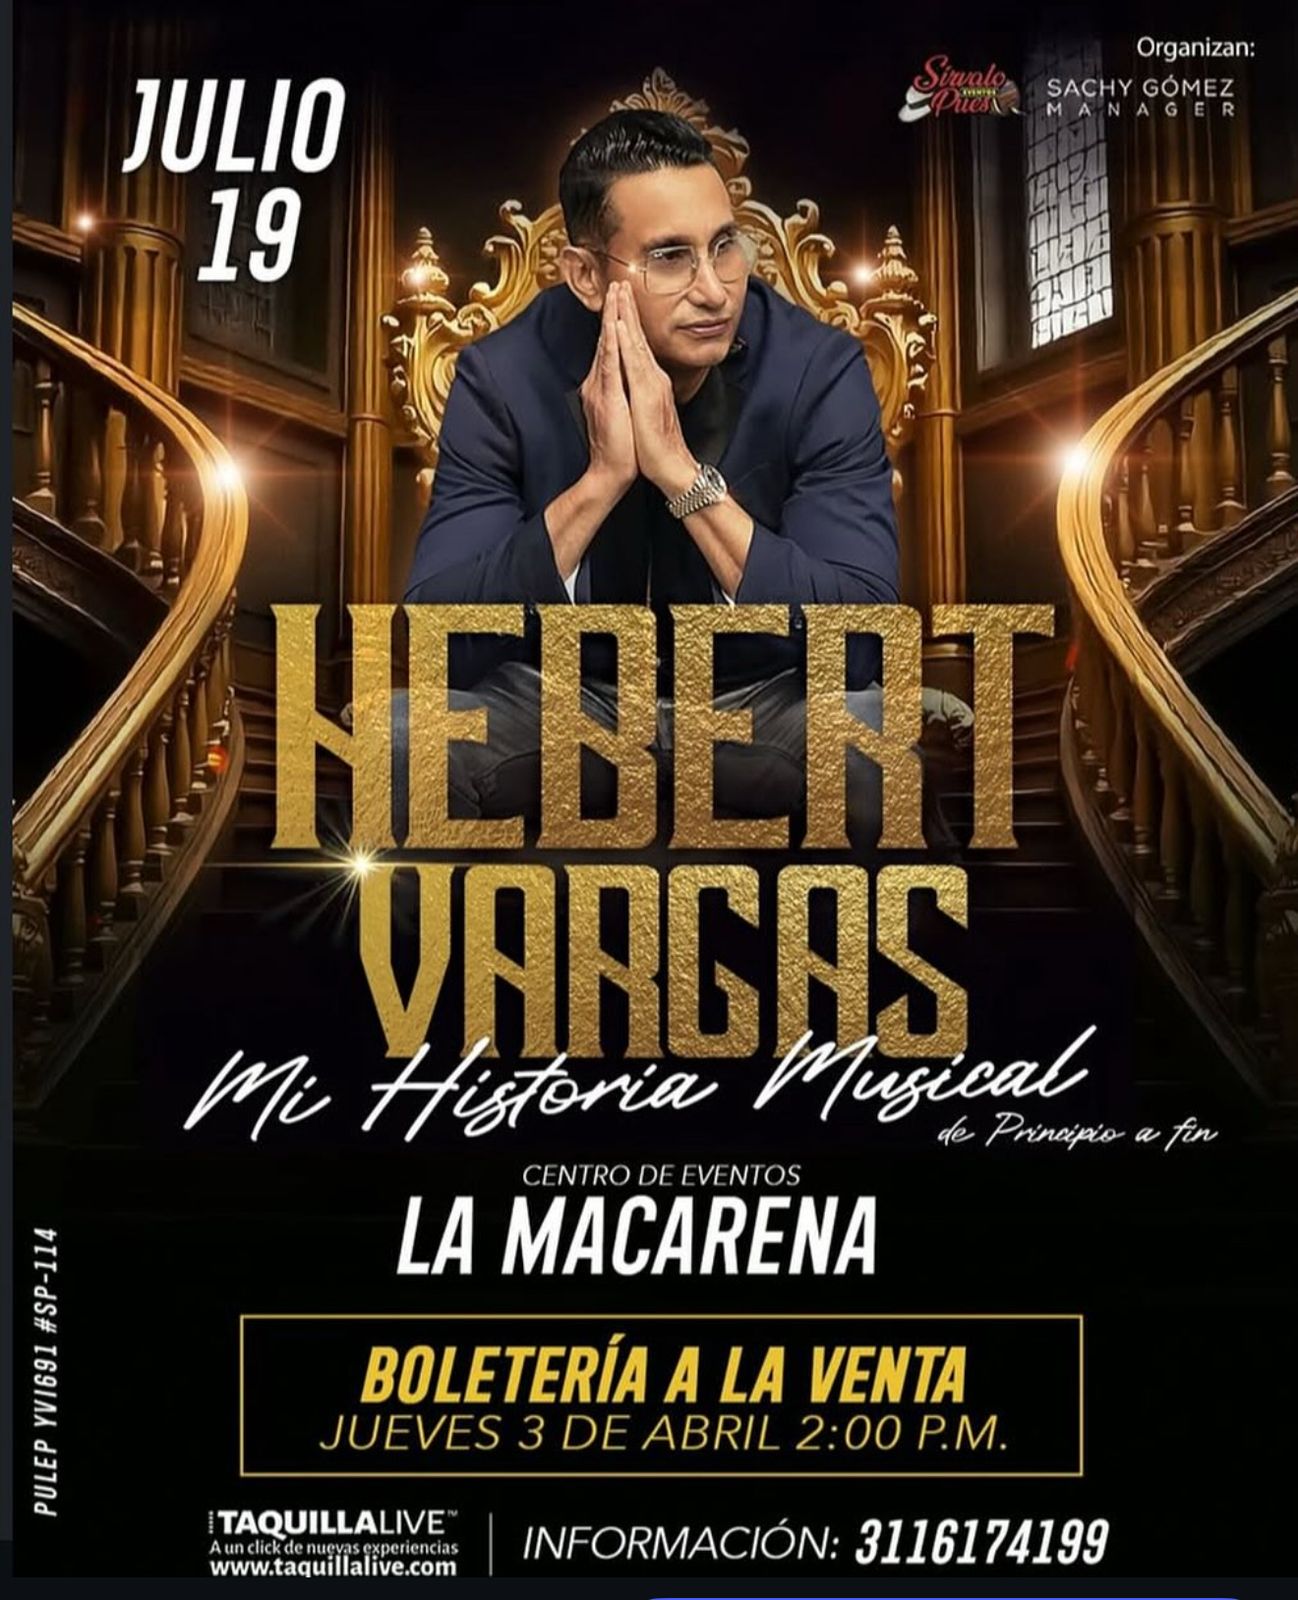 Organizan:
Sírvalo
EVENTOS
Pues
SACHY GÓMEZ
MANAGER
JULIO
19
HEBERT
VARGAS
Mi Historia Musical
de Principio a fin
CENTRO DE EVENTOS
LA MACARENA
BOLETERÍA A LA VENTA
JUEVES 3 DE ABRIL 2:00 P.M.
PULEP YVI691 #SP-114
TAQUILLALIVE™
A un click de nuevas experiencias
www.taquillalive.com
INFORMACIÓN: 3116174199